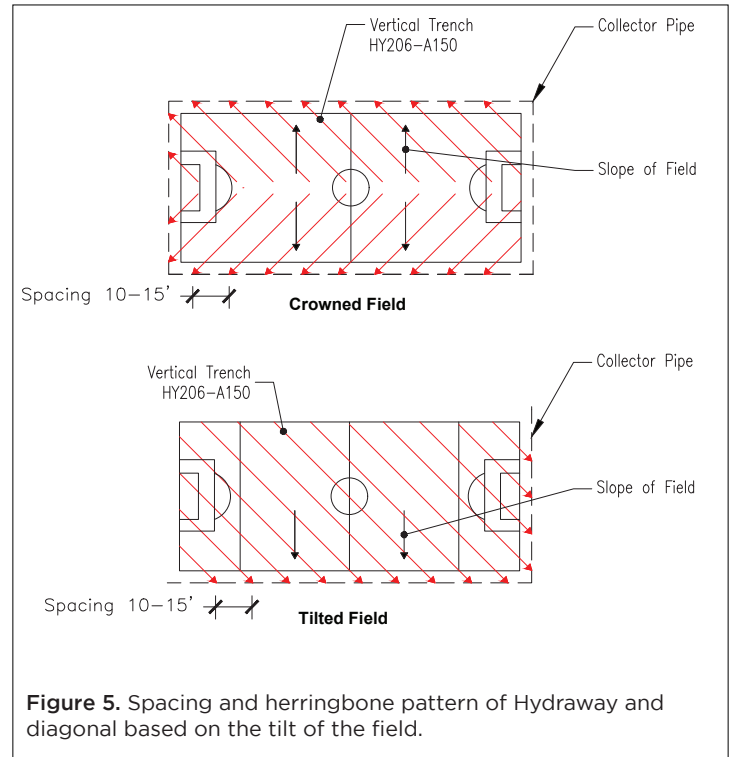 Vertical Trench
HY206-A150
Collector Pipe
Slope of Field
Spacing 10-15'
Crowned Field
Vertical Trench
HY206-A150
Collector Pipe
Slope of Field
Spacing 10-15'
Tilted Field
Figure 5. Spacing and herringbone pattern of Hydraway and
diagonal based on the tilt of the field.